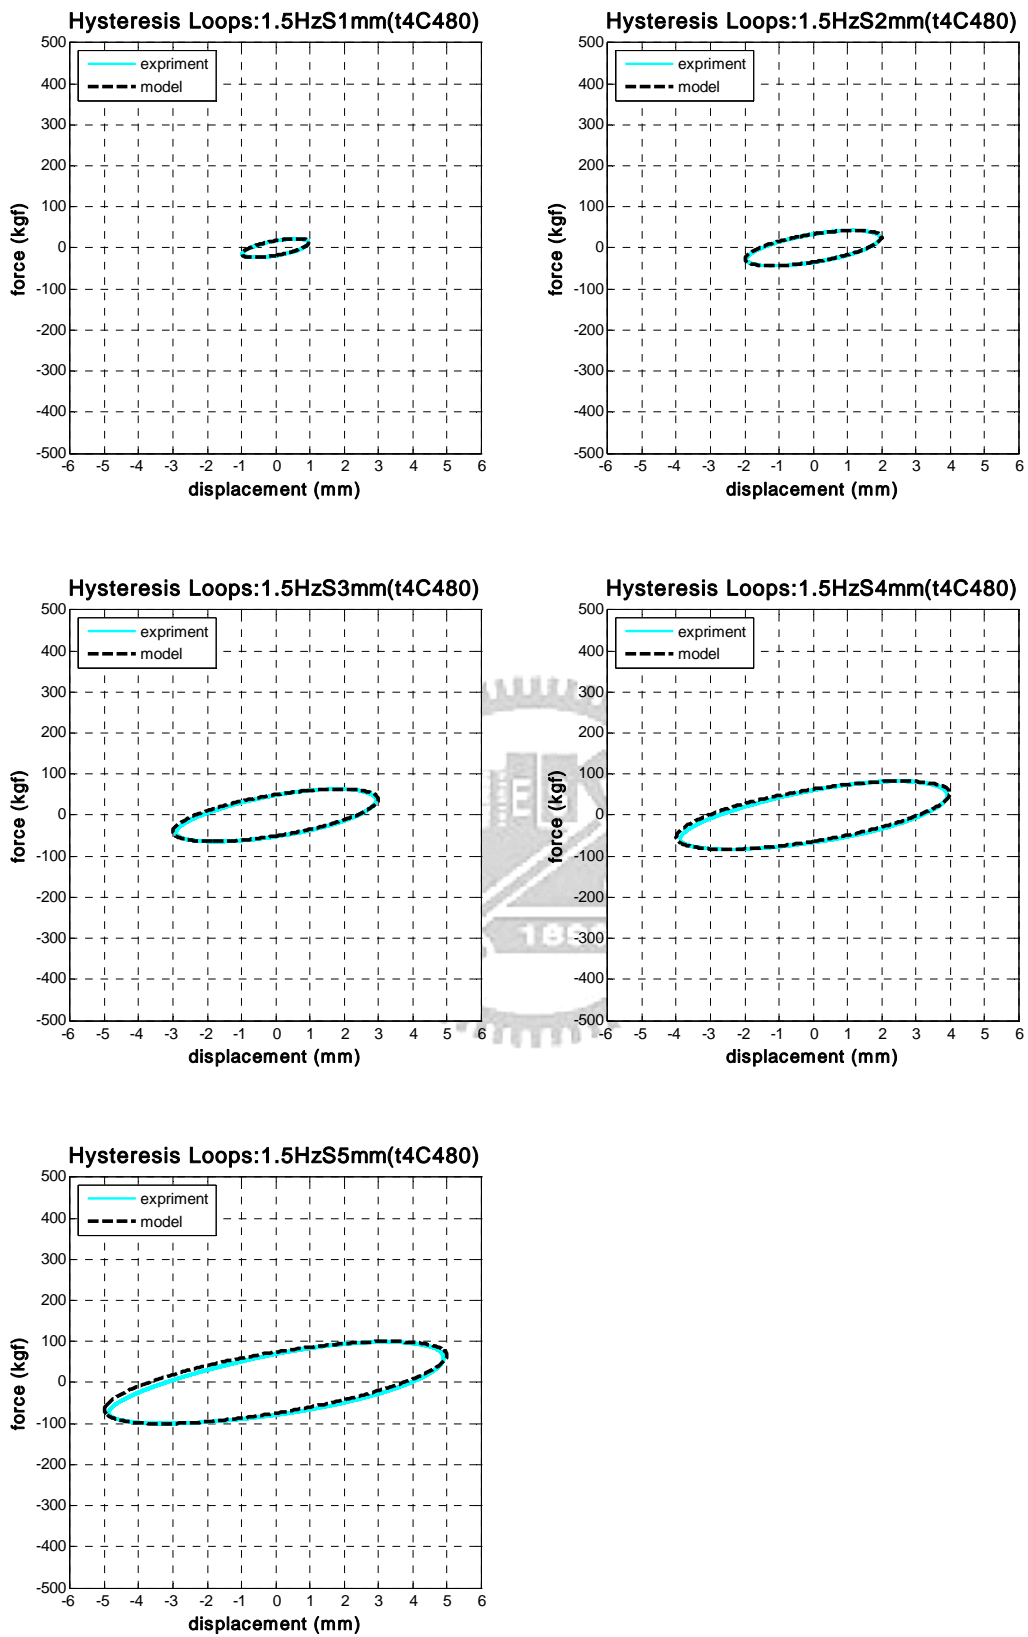 Hysteresis Loops:1.5HzS1mm(t4C480)
500
400
300
200
100
0
-100
-200
-300
-400
-500
-6 -5 -4 -3 -2 -1 0 1 2 3 4 5 6
force (kgf)
displacement (mm)
expriment
model
Hysteresis Loops:1.5HzS2mm(t4C480)
500
400
300
200
100
0
-100
-200
-300
-400
-500
-6 -5 -4 -3 -2 -1 0 1 2 3 4 5 6
force (kgf)
displacement (mm)
expriment
model
Hysteresis Loops:1.5HzS3mm(t4C480)
500
400
300
200
100
0
-100
-200
-300
-400
-500
-6 -5 -4 -3 -2 -1 0 1 2 3 4 5 6
force (kgf)
displacement (mm)
expriment
model
Hysteresis Loops:1.5HzS4mm(t4C480)
500
400
300
200
100
0
-100
-200
-300
-400
-500
-6 -5 -4 -3 -2 -1 0 1 2 3 4 5 6
force (kgf)
displacement (mm)
expriment
model
Hysteresis Loops:1.5HzS5mm(t4C480)
500
400
300
200
100
0
-100
-200
-300
-400
-500
-6 -5 -4 -3 -2 -1 0 1 2 3 4 5 6
force (kgf)
displacement (mm)
expriment
model